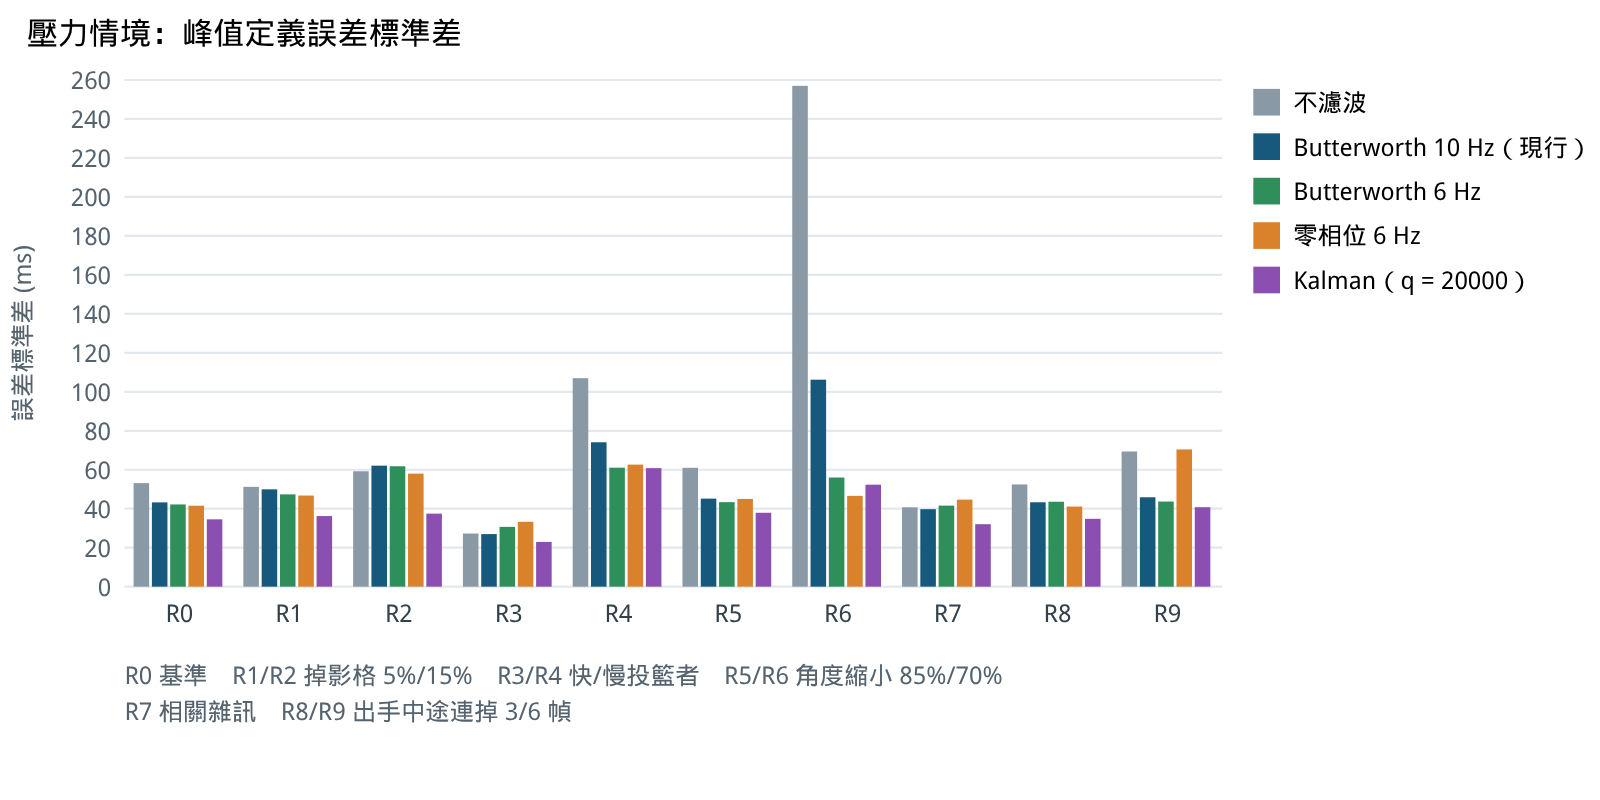 壓力情境：峰值定義誤差標準差
260
240
220
200
180
160
140
120
100
80
60
40
20
0
誤差標準差 (ms)
R0 R1 R2 R3 R4 R5 R6 R7 R8 R9
不濾波
Butterworth 10 Hz（現行）
Butterworth 6 Hz
零相位 6 Hz
Kalman（q = 20000）
R0 基準 R1/R2 掉影格 5%/15% R3/R4 快/慢投籃者 R5/R6 角度縮小 85%/70%
R7 相關雜訊 R8/R9 出手中途連掉 3/6 幀